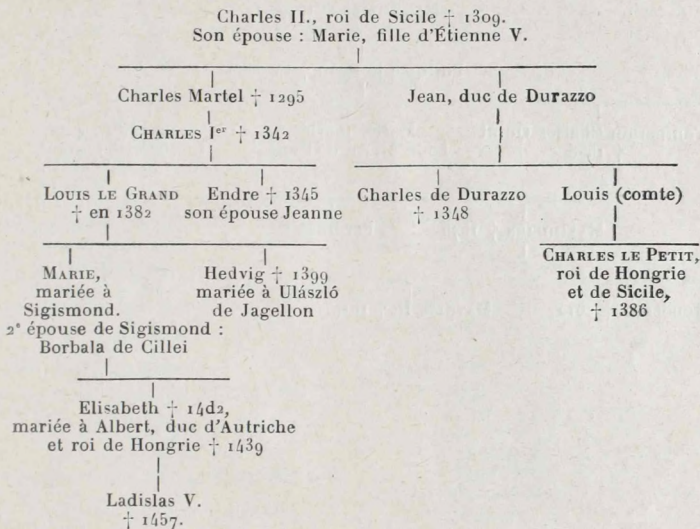 Charles II., roi de Sicile † 1309.
Son épouse : Marie, fille d'Étienne V.
Charles Martel † 1295
Jean, duc de Durazzo
CHARLES Ier † 1342
LOUIS LE GRAND
† en 1382
Endre † 1345
son épouse Jeanne
Charles de Durazzo
† 1348
Louis (comte)
MARIE,
mariée à
Sigismond.
2e épouse de Sigismond :
Borbala de Cillei
Hedvig † 1399
mariée à Ulászló
de Jagellon
CHARLES LE PETIT,
roi de Hongrie
et de Sicile,
† 1386
Elisabeth † 14d2,
mariée à Albert, duc d'Autriche
et roi de Hongrie † 1439
Ladislas V.
† 1457.